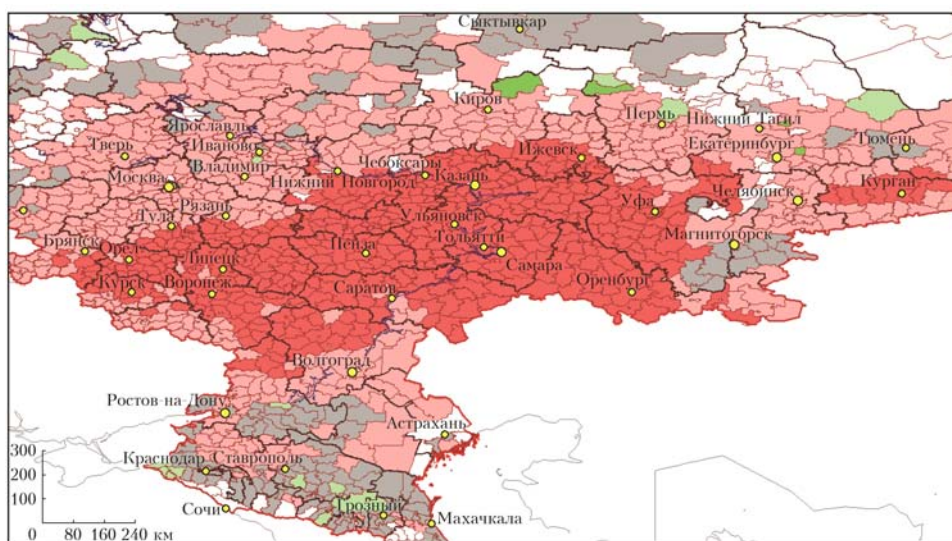 Сыктывкар
Киров
Пермь
Нижний Тагил
Ярославль
Иваново
Тверь
Владимир
Ижевск
Екатеринбург
Тюмень
Чебоксары
Москва
Нижний Новгород
Казань
Челябинск
Курган
Рязань
Тула
Ульяновск
Уфа
Брянск
Орел
Липецк
Пенза
Тольятти
Магнитогорск
Самара
Курск
Воронеж
Саратов
Оренбург
Волгоград
Ростов-на-Дону
Астрахань
Краснодар
Ставрополь
Сочи
Грозный
Махачкала
300
200
100
0
0 80 160 240 км